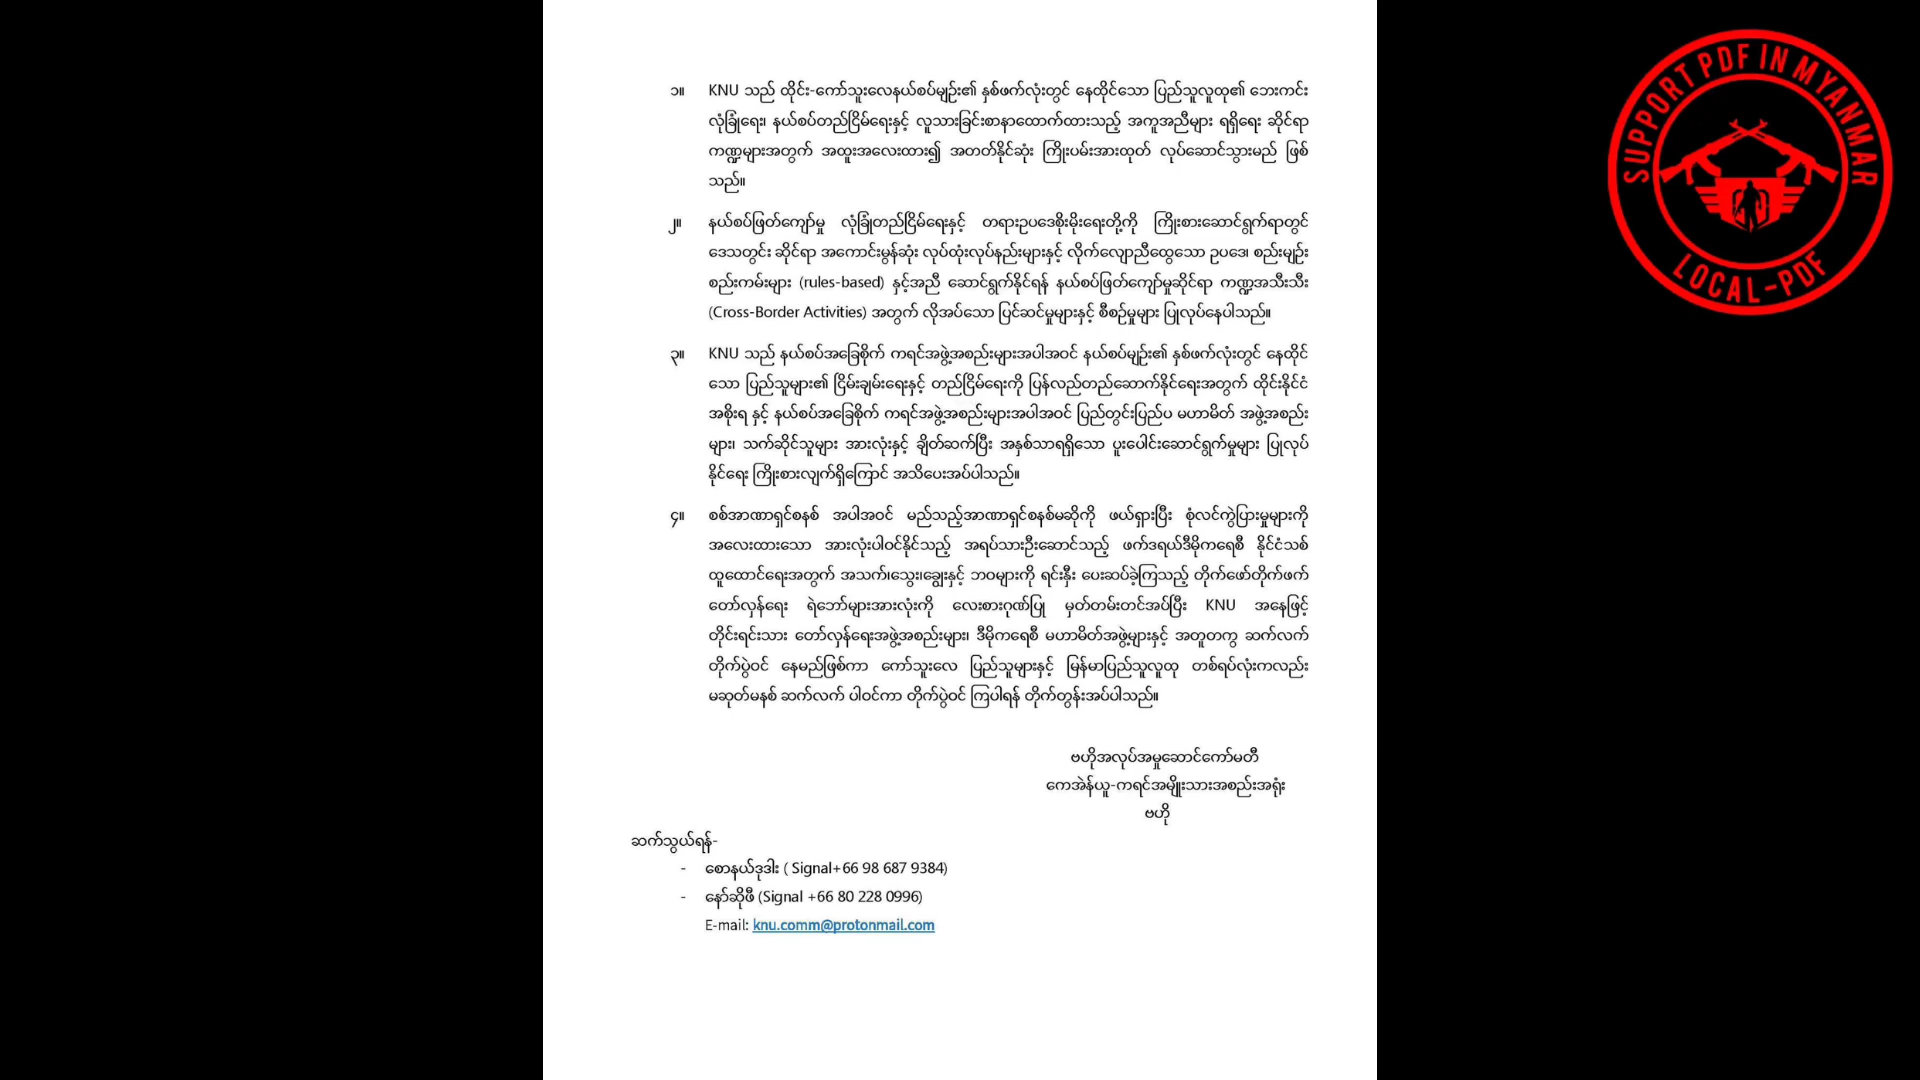 ၁။ KNU သည် ထိုင်း-ကော်သူးလေနယ်စပ်မျဉ်း၏ နှစ်ဖက်လုံးတွင် နေထိုင်သော ပြည်သူလူထု၏ ဘေးကင်း
လုံခြုံရေး၊ နယ်စပ်တည်ငြိမ်ရေးနှင့် လူသားခြင်းစာနာထောက်ထားသည့် အကူအညီများ ရရှိရေး ဆိုင်ရာ
ကဏ္ဍများအတွက် အထူးအလေးထား၍ အတတ်နိုင်ဆုံး ကြိုးပမ်းအားထုတ် လုပ်ဆောင်သွားမည် ဖြစ်
သည်။
၂။ နယ်စပ်ဖြတ်ကျော်မှု လုံခြုံတည်ငြိမ်ရေးနှင့် တရားဥပဒေစိုးမိုးရေးတို့ကို ကြိုးစားဆောင်ရွက်ရာတွင်
ဒေသတွင်း ဆိုင်ရာ အကောင်းမွန်ဆုံး လုပ်ထုံးလုပ်နည်းများနှင့် လိုက်လျောညီထွေသော ဥပဒေ၊ စည်းမျဉ်း
စည်းကမ်းများ (rules-based) နှင့်အညီ ဆောင်ရွက်နိုင်ရန် နယ်စပ်ဖြတ်ကျော်မှုဆိုင်ရာ ကဏ္ဍအသီးသီး
(Cross-Border Activities) အတွက် လိုအပ်သော ပြင်ဆင်မှုများနှင့် စီစဉ်မှုများ ပြုလုပ်နေပါသည်။
၃။ KNU သည် နယ်စပ်အခြေစိုက် ကရင်အဖွဲ့အစည်းများအပါအဝင် နယ်စပ်မျဉ်း၏ နှစ်ဖက်လုံးတွင် နေထိုင်
သော ပြည်သူများ၏ ငြိမ်းချမ်းရေးနှင့် တည်ငြိမ်ရေးကို ပြန်လည်တည်ဆောက်နိုင်ရေးအတွက် ထိုင်းနိုင်ငံ
အစိုးရ နှင့် နယ်စပ်အခြေစိုက် ကရင်အဖွဲ့အစည်းများအပါအဝင် ပြည်တွင်းပြည်ပ မဟာမိတ် အဖွဲ့အစည်း
များ၊ သက်ဆိုင်သူများ အားလုံးနှင့် ချိတ်ဆက်ပြီး အနှစ်သာရရှိသော ပူးပေါင်းဆောင်ရွက်မှုများ ပြုလုပ်
နိုင်ရေး ကြိုးစားလျက်ရှိကြောင် အသိပေးအပ်ပါသည်။
၄။ စစ်အာဏာရှင်စနစ် အပါအဝင် မည်သည့်အာဏာရှင်စနစ်မဆိုကို ဖယ်ရှားပြီး စုံလင်ကွဲပြားမှုများကို
အလေးထားသော အားလုံးပါဝင်နိုင်သည့် အရပ်သားဦးဆောင်သည့် ဖက်ဒရယ်ဒီမိုကရေစီ နိုင်ငံသစ်
ထူထောင်ရေးအတွက် အသက်၊သွေး၊ချွေးနှင့် ဘဝများကို ရင်းနှီး ပေးဆပ်ခဲ့ကြသည့် တိုက်ဖော်တိုက်ဖက်
တော်လှန်ရေး ရဲဘော်များအားလုံးကို လေးစားဂုဏ်ပြု မှတ်တမ်းတင်အပ်ပြီး KNU အနေဖြင့်
တိုင်းရင်းသား တော်လှန်ရေးအဖွဲ့အစည်းများ၊ ဒီမိုကရေစီ မဟာမိတ်အဖွဲ့များနှင့် အတူတကွ ဆက်လက်
တိုက်ပွဲဝင် နေမည်ဖြစ်ကာ ကော်သူးလေ ပြည်သူများနှင့် မြန်မာပြည်သူလူထု တစ်ရပ်လုံးကလည်း
မဆုတ်မနစ် ဆက်လက် ပါဝင်ကာ တိုက်ပွဲဝင် ကြပါရန် တိုက်တွန်းအပ်ပါသည်။
ဗဟိုအလုပ်အမှုဆောင်ကော်မတီ
ကေအဲန်ယူ-ကရင်အမျိုးသားအစည်းအရုံး
ဗဟို
ဆက်သွယ်ရန်-
- စောနယ်ဒုဒါး ( Signal+66 98 687 9384)
- နော်ဆိုဖီ (Signal +66 80 228 0996)
E-mail: knu.comm@protonmail.com
SUPPORT PDF IN MYANMAR
LOCAL-PDF